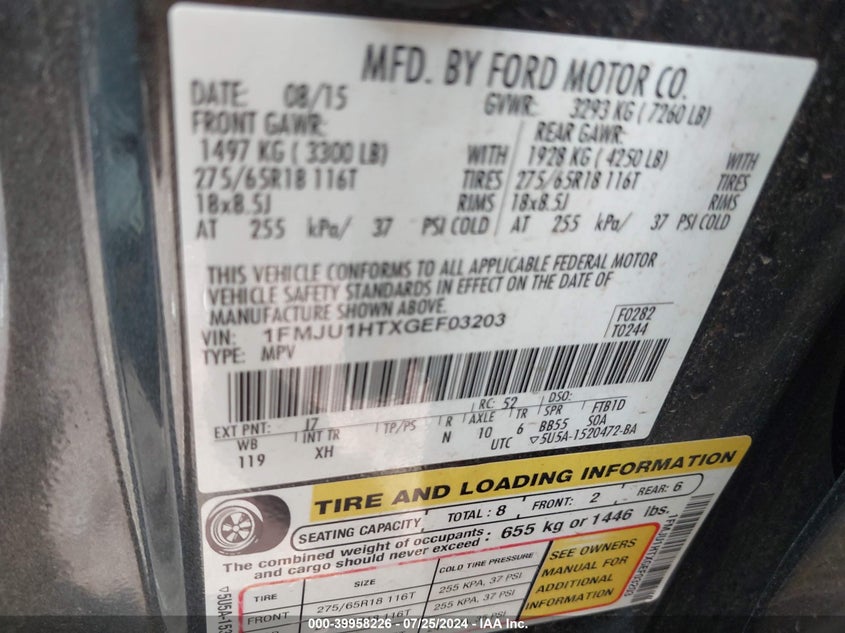 MFD. BY FORD MOTOR CO.
DATE: 08/15 GVWR: 3293 KG ( 7260 LB)
FRONT GAWR: REAR GAWR:
1497 KG ( 3300 LB) WITH 1928 KG ( 4250 LB) WITH
275/65R18 116T TIRES 275/65R18 116T TIRES
18x8.5J RIMS 18x8.5J RIMS
AT 255 kPa/ 37 PSI COLD AT 255 kPa/ 37 PSI COLD
THIS VEHICLE CONFORMS TO ALL APPLICABLE FEDERAL MOTOR
VEHICLE SAFETY STANDARDS IN EFFECT ON THE DATE OF
MANUFACTURE SHOWN ABOVE.
VIN: 1FMJU1HTXGEF03203 F0282
TYPE: MPV T0244
EXT PNT: J7 RC: 52 DSO:
WB INT TR TP/PS R AXLE TR SPR FTB1D
119 XH N 10 6 BB55 50A
UTC ▽5U5A-1520472-BA
TIRE AND LOADING INFORMATION
SEATING CAPACITY TOTAL: 8 FRONT: 2 REAR: 6
The combined weight of occupants : 655 kg or 1446 lbs.
and cargo should never exceed
TIRE SIZE COLD TIRE PRESSURE
FRONT 275/65R18 116T 255 KPA, 37 PSI
255 KPA, 37 PSI
SEE OWNERS
MANUAL FOR
ADDITIONAL
INFORMATION
000-39958226 - 07/25/2024 - IAA Inc.